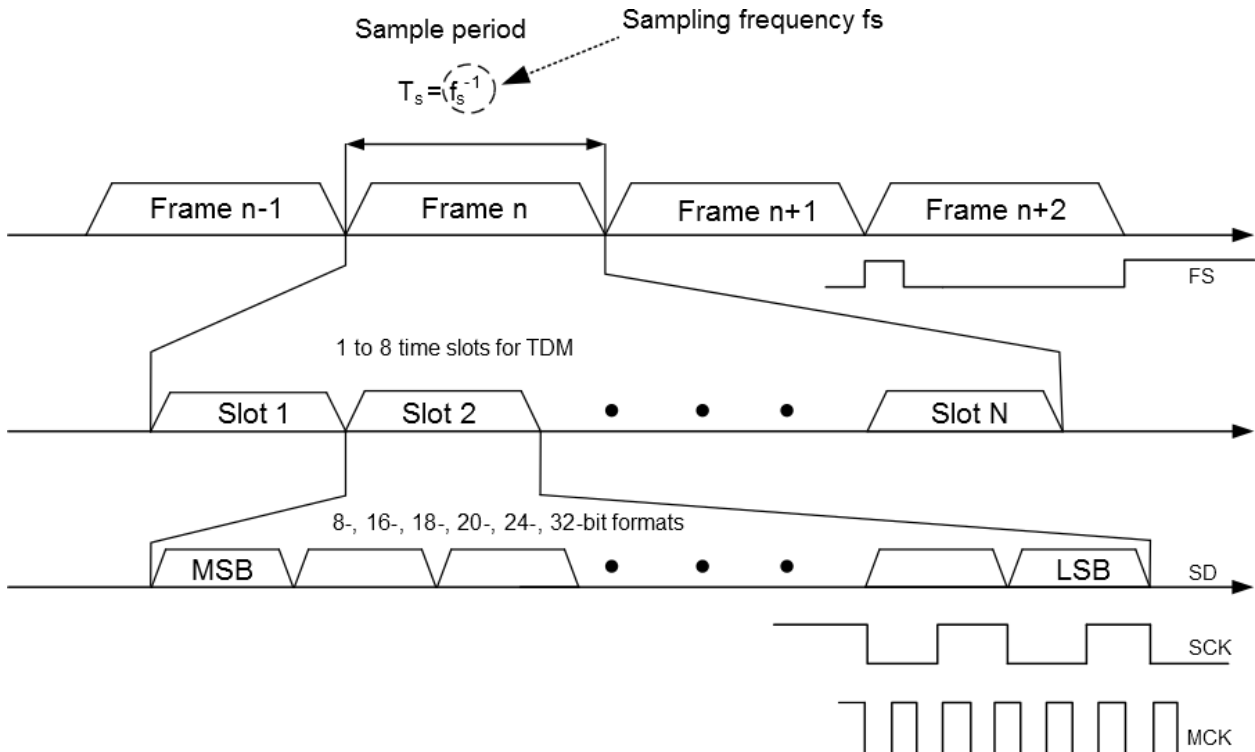 Sample period
Sampling frequency fs
Tₛ=fₛ⁻¹
Frame n-1
Frame n
Frame n+1
Frame n+2
FS
1 to 8 time slots for TDM
Slot 1
Slot 2
Slot N
8-, 16-, 18-, 20-, 24-, 32-bit formats
MSB
LSB
SD
SCK
MCK